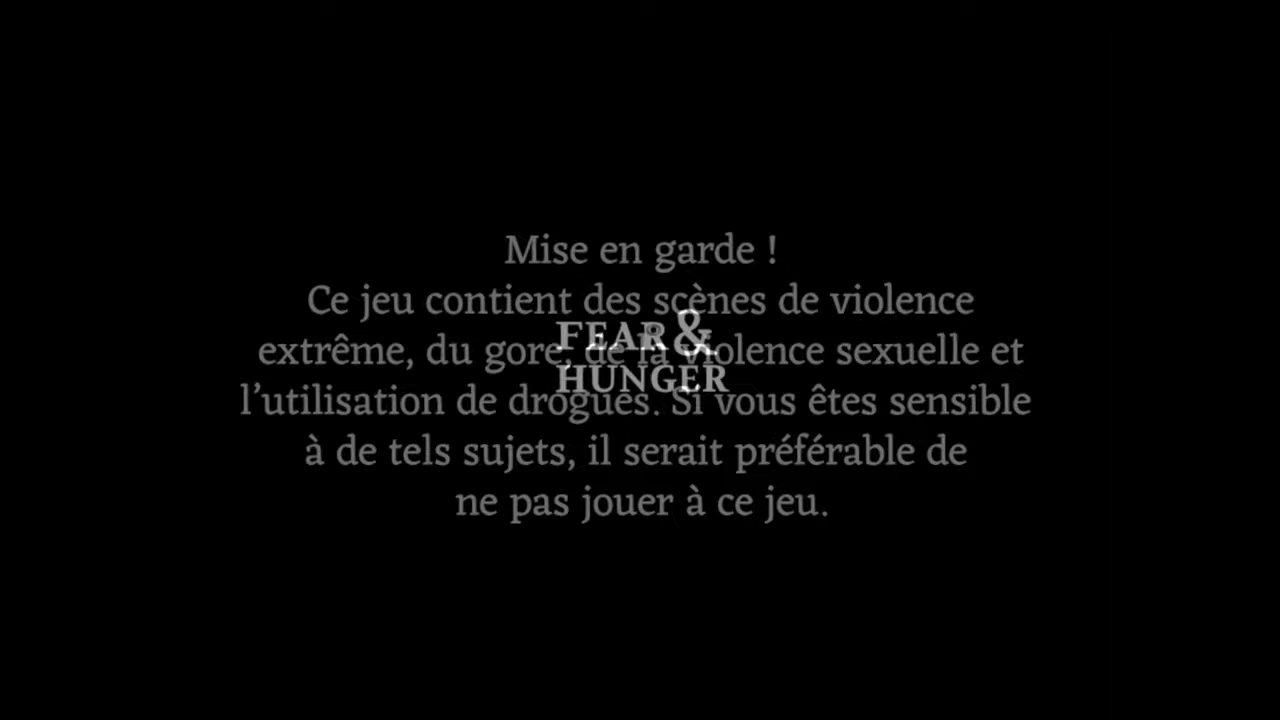 Mise en garde !
Ce jeu contient des scènes de violence
extrême, du gore, de la violence sexuelle et
l’utilisation de drogues. Si vous êtes sensible
à de tels sujets, il serait préférable de
ne pas jouer à ce jeu.
FEAR &
HUNGER